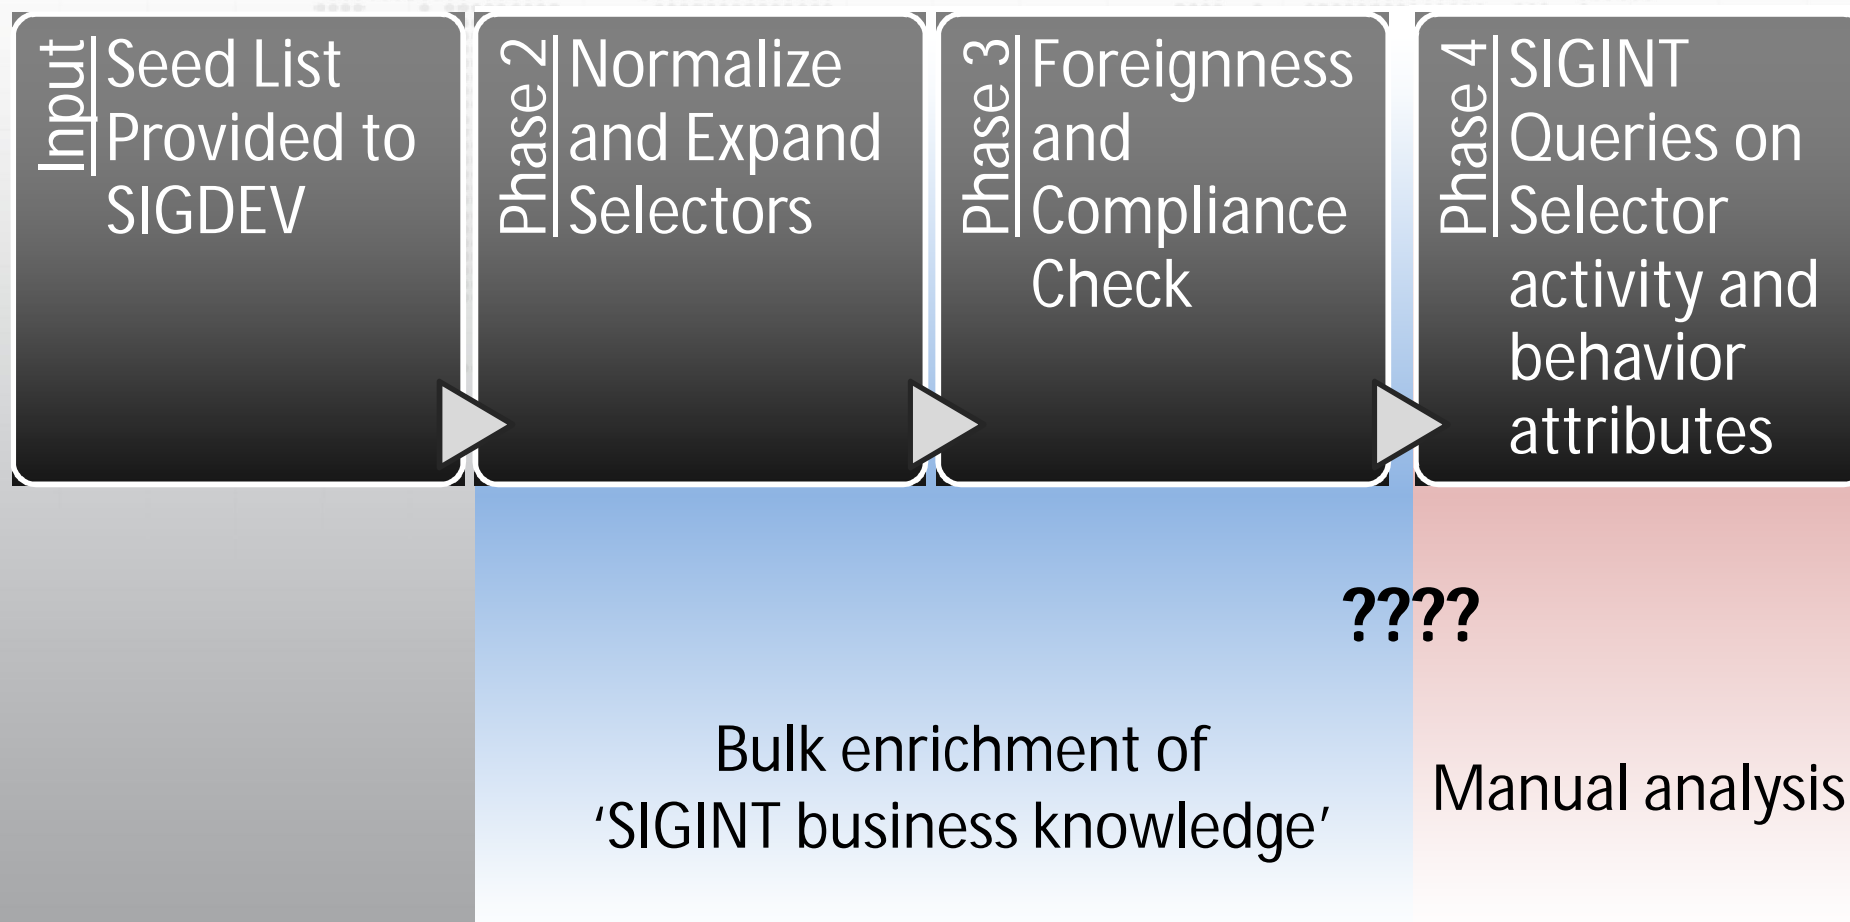 Input
Seed List
Provided to
SIGDEV
Phase 2
Normalize
and Expand
Selectors
Phase 3
Foreignness
and
Compliance
Check
Phase 4
SIGINT
Queries on
Selector
activity and
behavior
attributes
????
Bulk enrichment of
‘SIGINT business knowledge’
Manual analysis